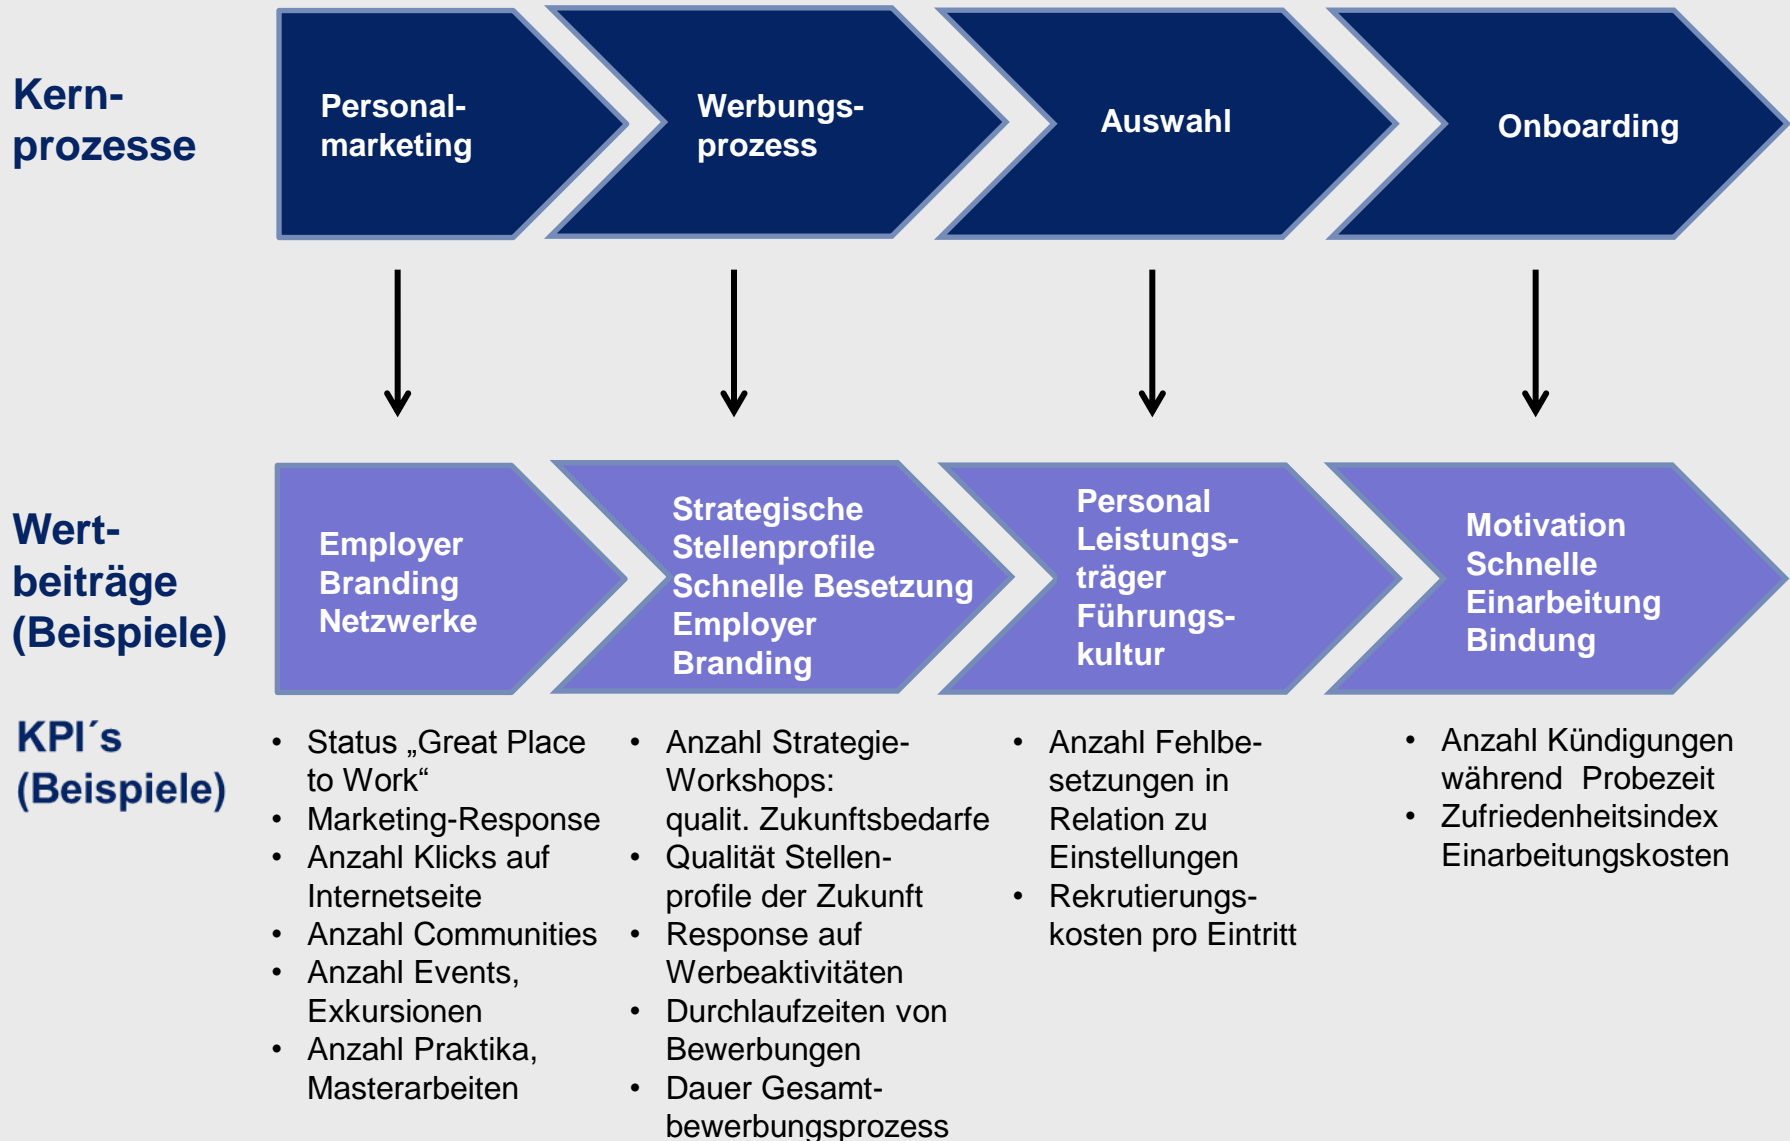 Kern-
prozesse
Personal-
marketing
Werbungs-
prozess
Auswahl
Onboarding
Wert-
beiträge
(Beispiele)
Employer
Branding
Netzwerke
Strategische
Stellenprofile
Schnelle Besetzung
Employer
Branding
Personal
Leistungs-
träger
Führungs-
kultur
Motivation
Schnelle
Einarbeitung
Bindung
KPI´s
(Beispiele)
• Status „Great Place
to Work“
• Marketing-Response
• Anzahl Klicks auf
Internetseite
• Anzahl Communities
• Anzahl Events,
Exkursionen
• Anzahl Praktika,
Masterarbeiten
• Anzahl Strategie-
Workshops:
qualit. Zukunftsbedarfe
• Qualität Stellen-
profile der Zukunft
• Response auf
Werbeaktivitäten
• Durchlaufzeiten von
Bewerbungen
• Dauer Gesamt-
bewerbungsprozess
• Anzahl Fehlbe-
setzungen in
Relation zu
Einstellungen
• Rekrutierungs-
kosten pro Eintritt
• Anzahl Kündigungen
während  Probezeit
• Zufriedenheitsindex
Einarbeitungskosten